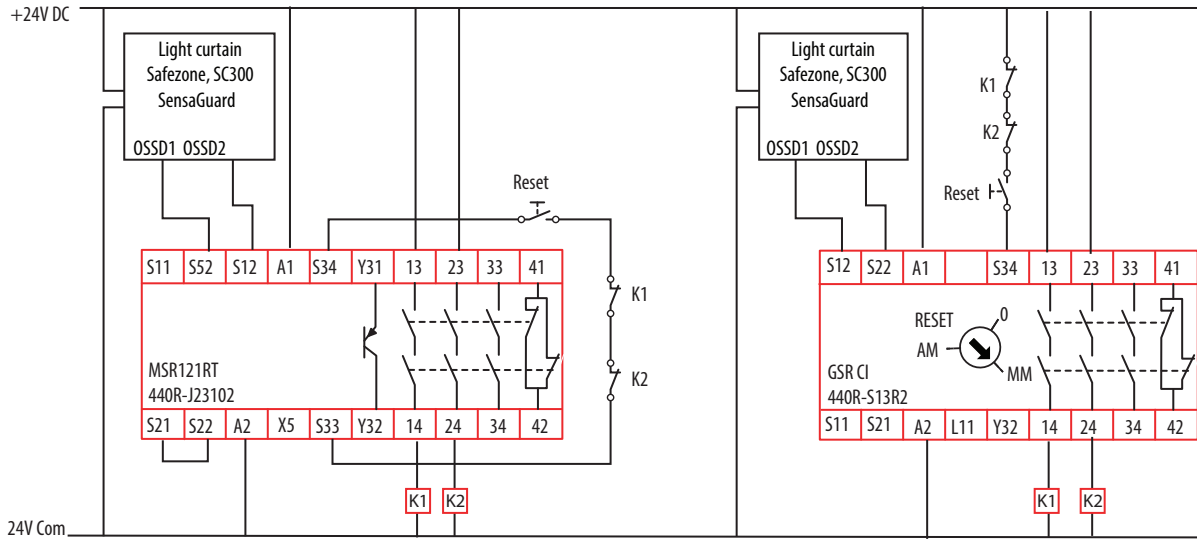 +24V DC
Light curtain
Safezone, SC300
SensaGuard
OSSD1 OSSD2
Reset
S11 S52 S12 A1 S34 Y31 13 23 33 41
K1
K2
MSR121RT
440R-J23102
S21 S22 A2 X5 S33 Y32 14 24 34 42
K1 K2
24V Com
Light curtain
Safezone, SC300
SensaGuard
OSSD1 OSSD2
K1
K2
Reset
S12 S22 A1 S34 13 23 33 41
RESET
0
AM
MM
GSR CI
440R-S13R2
S11 S21 A2 L11 Y32 14 24 34 42
K1 K2